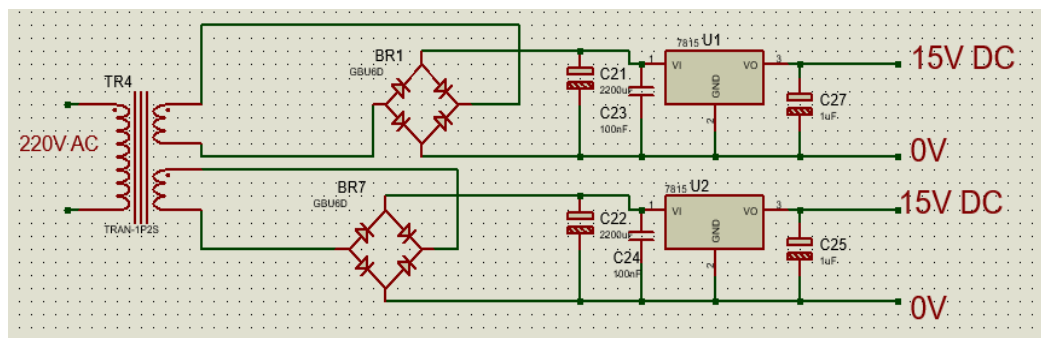 TR4
220V AC
TRAN-1P2S
BR1
GBU6D
C21
2200uF
C23
100nF
7815
U1
1
VI
VO
3
GND
2
C27
1uF
15V DC
0V
BR7
GBU6D
C22
2200uF
C24
100nF
7815
U2
1
VI
VO
3
GND
2
C25
1uF
15V DC
0V